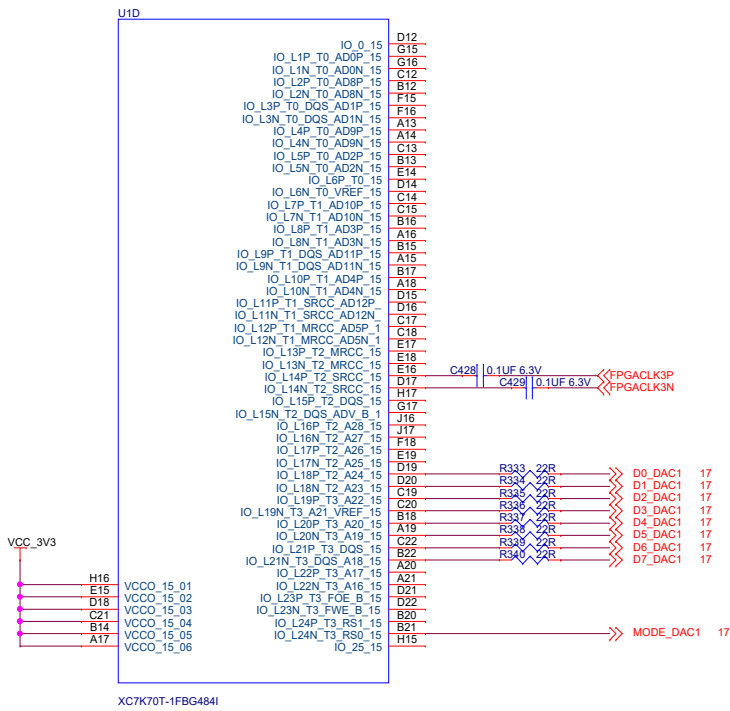 U1D
IO_0_15 D12
IO_L1P_T0_AD0P_15 G15
IO_L1N_T0_AD0N_15 G16
IO_L2P_T0_AD8P_15 C12
IO_L2N_T0_AD8N_15 B12
IO_L3P_T0_DQS_AD1P_15 F15
IO_L3N_T0_DQS_AD1N_15 F16
IO_L4P_T0_AD9P_15 A13
IO_L4N_T0_AD9N_15 A14
IO_L5P_T0_AD2P_15 C13
IO_L5N_T0_AD2N_15 B13
IO_L6P_T0_15 E14
IO_L6N_T0_VREF_15 D14
IO_L7P_T1_AD10P_15 C14
IO_L7N_T1_AD10N_15 C15
IO_L8P_T1_AD3P_15 B16
IO_L8N_T1_AD3N_15 A16
IO_L9P_T1_DQS_AD11P_15 B15
IO_L9N_T1_DQS_AD11N_15 A15
IO_L10P_T1_AD4P_15 B17
IO_L10N_T1_AD4N_15 A18
IO_L11P_T1_SRCC_AD12P_ D15
IO_L11N_T1_SRCC_AD12N_ D16
IO_L12P_T1_MRCC_AD5P_1 C17
IO_L12N_T1_MRCC_AD5N_1 C18
IO_L13P_T2_MRCC_15 E17
IO_L13N_T2_MRCC_15 E18
IO_L14P_T2_SRCC_15 E16 C428 0.1UF 6.3V FPGACLK3P
IO_L14N_T2_SRCC_15 D17 C429 0.1UF 6.3V FPGACLK3N
IO_L15P_T2_DQS_15 H17
IO_L15N_T2_DQS_ADV_B_1 G17
IO_L16P_T2_A28_15 J16
IO_L16N_T2_A27_15 J17
IO_L17P_T2_A26_15 F18
IO_L17N_T2_A25_15 E19
IO_L18P_T2_A24_15 D19 R333 22R D0_DAC1 17
IO_L18N_T2_A23_15 D20 R334 22R D1_DAC1 17
IO_L19P_T3_A22_15 C19 R335 22R D2_DAC1 17
IO_L19N_T3_A21_VREF_15 C20 R336 22R D3_DAC1 17
IO_L20P_T3_A20_15 B18 R337 22R D4_DAC1 17
IO_L20N_T3_A19_15 A19 R338 22R D5_DAC1 17
IO_L21P_T3_DQS_15 C22 R339 22R D6_DAC1 17
IO_L21N_T3_DQS_A18_15 B22 R340 22R D7_DAC1 17
IO_L22P_T3_A17_15 A20
VCC_3V3
H16 VCCO_15_01 IO_L22N_T3_A16_15 A21
E15 VCCO_15_02 IO_L23P_T3_FOE_B_15 D21
D18 VCCO_15_03 IO_L23N_T3_FWE_B_15 D22
C21 VCCO_15_04 IO_L24P_T3_RS1_15 B20
B14 VCCO_15_05 IO_L24N_T3_RS0_15 B21 MODE_DAC1 17
A17 VCCO_15_06 IO_25_15 H15
XC7K70T-1FBG484I